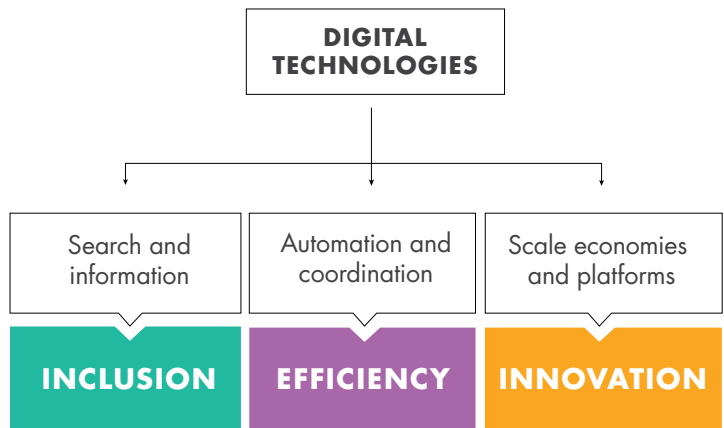 DIGITAL
TECHNOLOGIES
Search and
information
Automation and
coordination
Scale economies
and platforms
INCLUSION
EFFICIENCY
INNOVATION